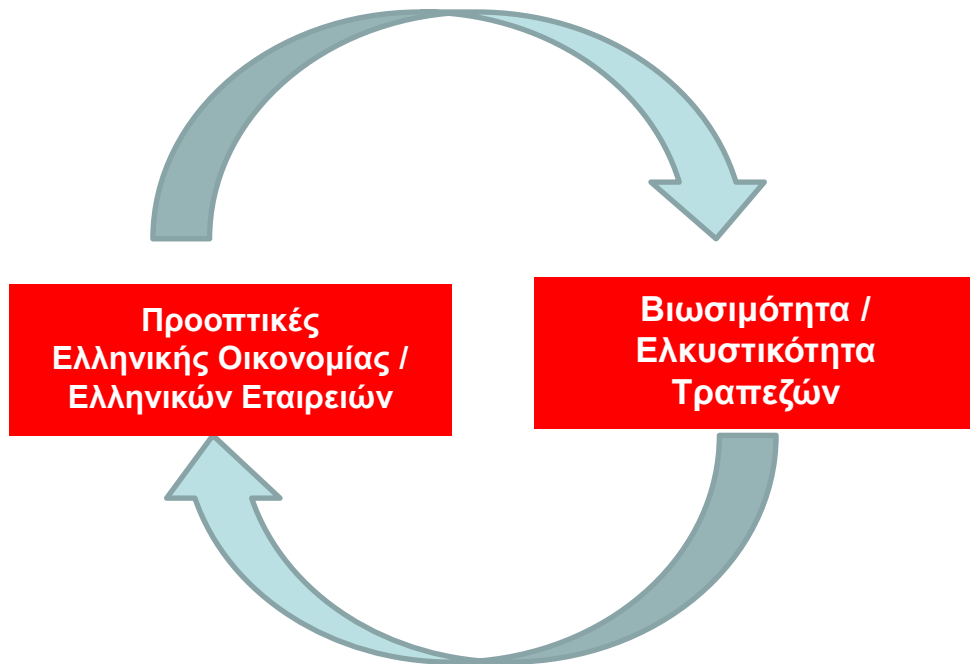 Προοπτικές
Ελληνικής Οικονομίας /
Ελληνικών Εταιρειών
Βιωσιμότητα /
Ελκυστικότητα
Τραπεζών